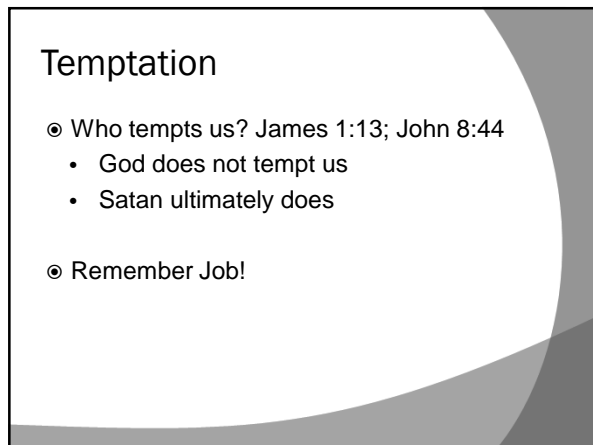 Temptation
⦿ Who tempts us? James 1:13; John 8:44
• God does not tempt us
• Satan ultimately does
⦿ Remember Job!